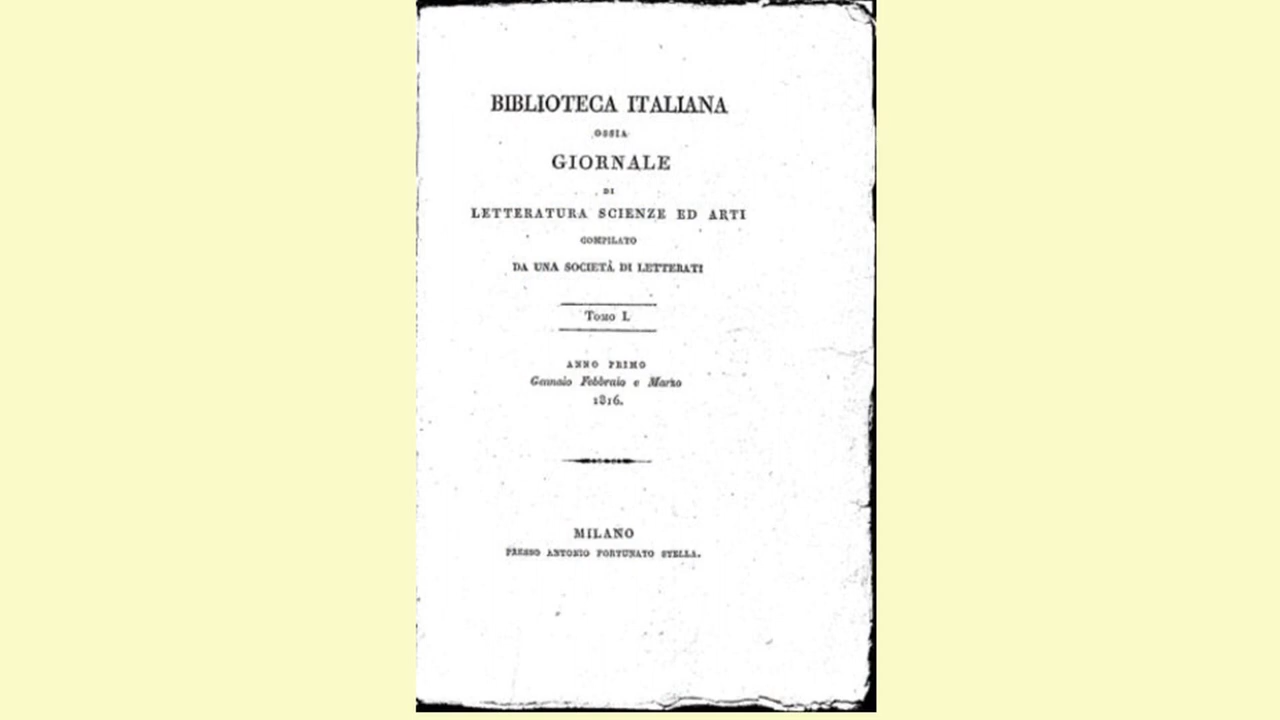 BIBLIOTECA ITALIANA
OSSIA
GIORNALE
DI
LETTERATURA SCIENZE ED ARTI
COMPILATO
DA UNA SOCIETÀ DI LETTERATI
Tomo I.
ANNO PRIMO
Gennaio Febbraio e Marzo
1816.
MILANO
PRESSO ANTONIO FORTUNATO STELLA.